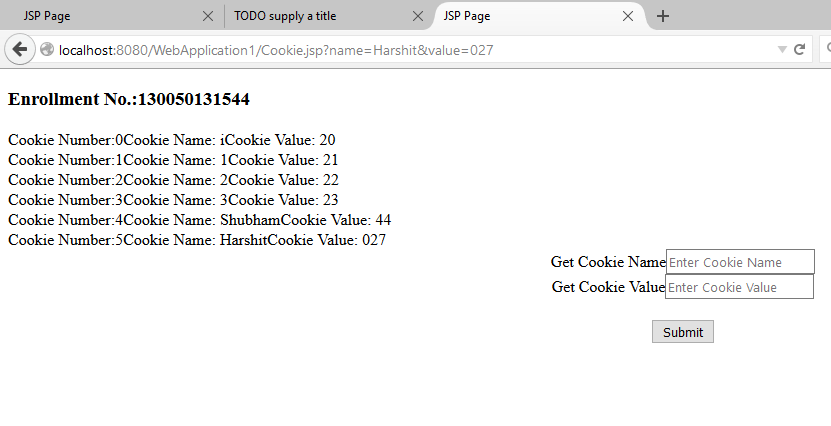 JSP Page
TODO supply a title
JSP Page
localhost:8080/WebApplication1/Cookie.jsp?name=Harshit&value=027
Enrollment No.:130050131544
Cookie Number:0Cookie Name: iCookie Value: 20
Cookie Number:1Cookie Name: 1Cookie Value: 21
Cookie Number:2Cookie Name: 2Cookie Value: 22
Cookie Number:3Cookie Name: 3Cookie Value: 23
Cookie Number:4Cookie Name: ShubhamCookie Value: 44
Cookie Number:5Cookie Name: HarshitCookie Value: 027
Get Cookie Name Enter Cookie Name
Get Cookie Value Enter Cookie Value
Submit